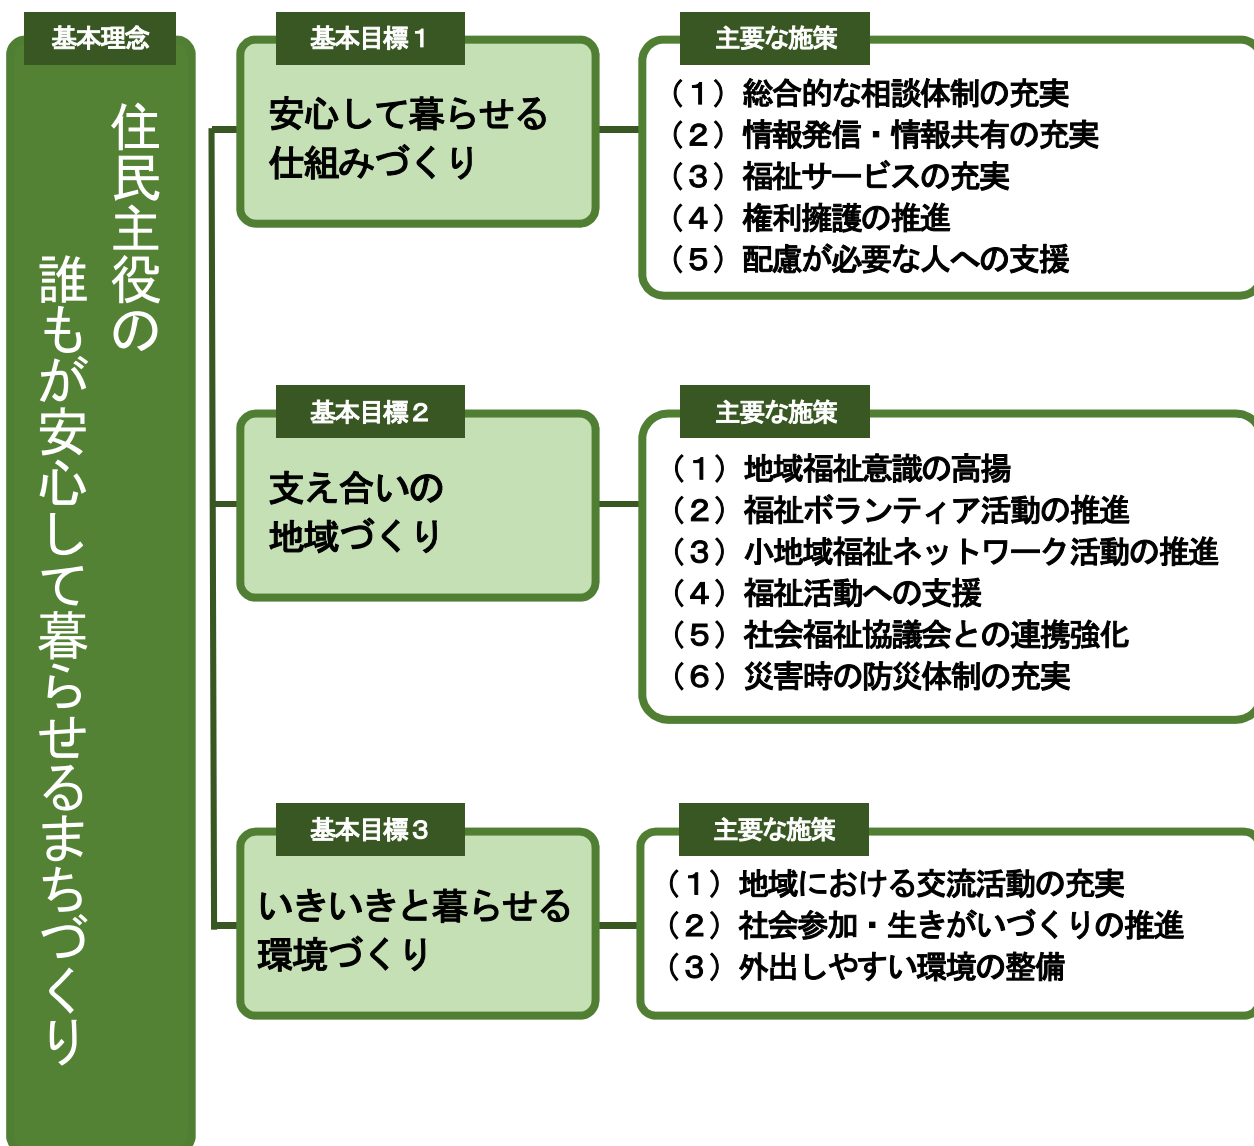 基本理念
住民主役の
誰もが安心して暮らせるまちづくり
基本目標1
安心して暮らせる
仕組みづくり
主要な施策
(1)総合的な相談体制の充実
(2)情報発信・情報共有の充実
(3)福祉サービスの充実
(4)権利擁護の推進
(5)配慮が必要な人への支援
基本目標2
支え合いの
地域づくり
主要な施策
(1)地域福祉意識の高揚
(2)福祉ボランティア活動の推進
(3)小地域福祉ネットワーク活動の推進
(4)福祉活動への支援
(5)社会福祉協議会との連携強化
(6)災害時の防災体制の充実
基本目標3
いきいきと暮らせる
環境づくり
主要な施策
(1)地域における交流活動の充実
(2)社会参加・生きがいづくりの推進
(3)外出しやすい環境の整備